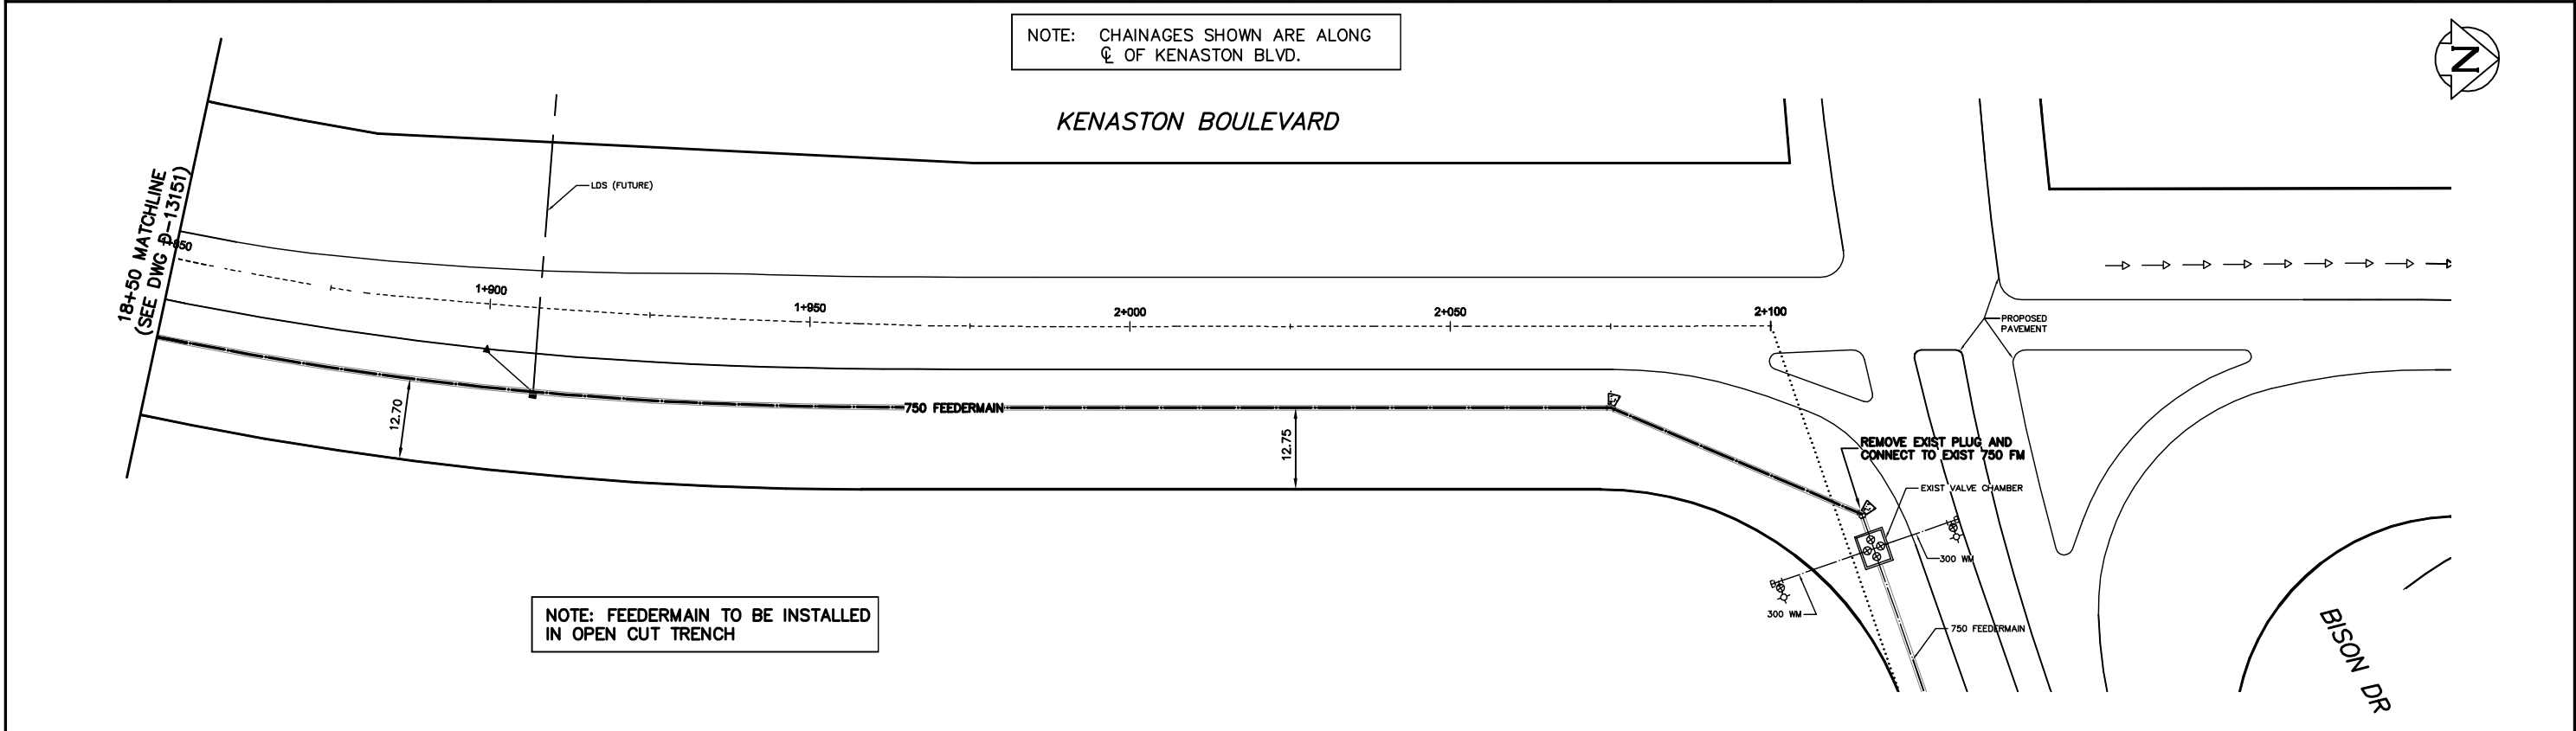 NOTE: CHAINAGES SHOWN ARE ALONG
℄ OF KENASTON BLVD.
N
KENASTON BOULEVARD
18+50 MATCHLINE
(SEE DWG D-13151)
1+850
LDS (FUTURE)
1+900
1+950
2+000
2+050
2+100
PROPOSED
PAVEMENT
12.70
750 FEEDERMAIN
12.75
REMOVE EXIST PLUG AND
CONNECT TO EXIST 750 FM
EXIST VALVE CHAMBER
300 WM
300 WM
750 FEEDERMAIN
NOTE: FEEDERMAIN TO BE INSTALLED
IN OPEN CUT TRENCH
BISON DR